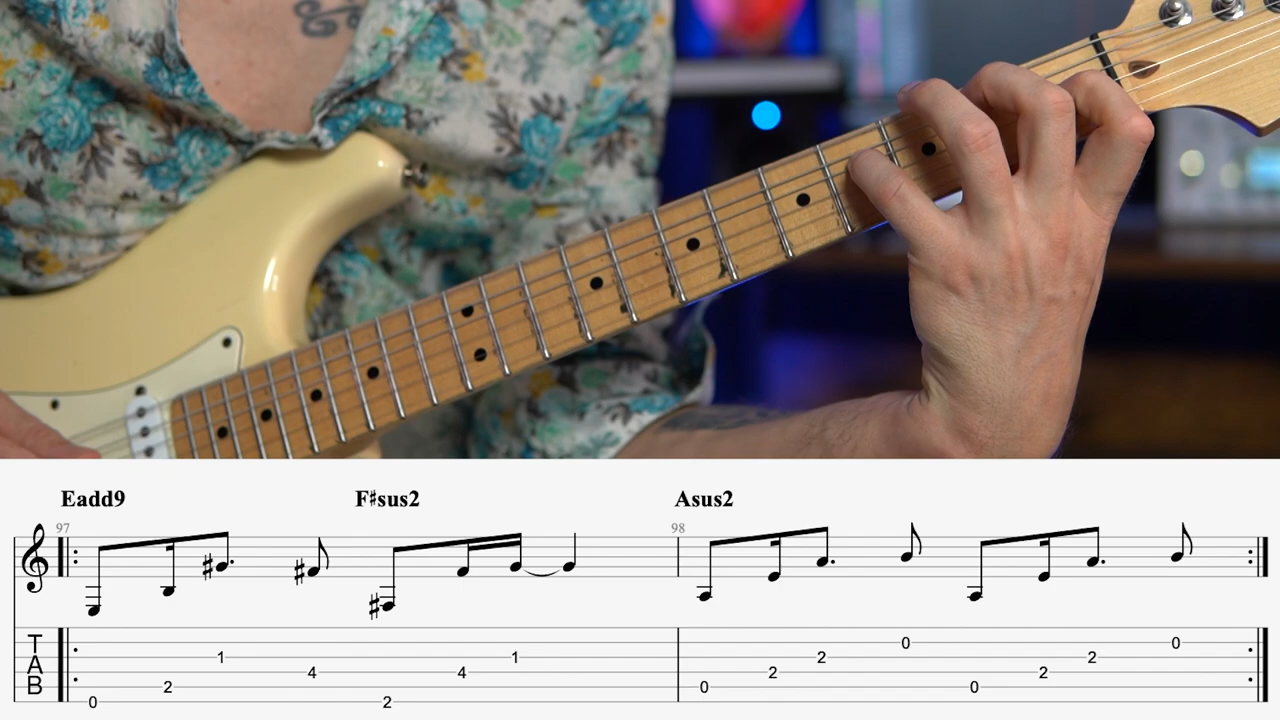 Eadd9 F♯sus2 Asus2
97 98
T
A
B
0 2 1 4 2 4 1 0 2 2 0 0 2 2 0